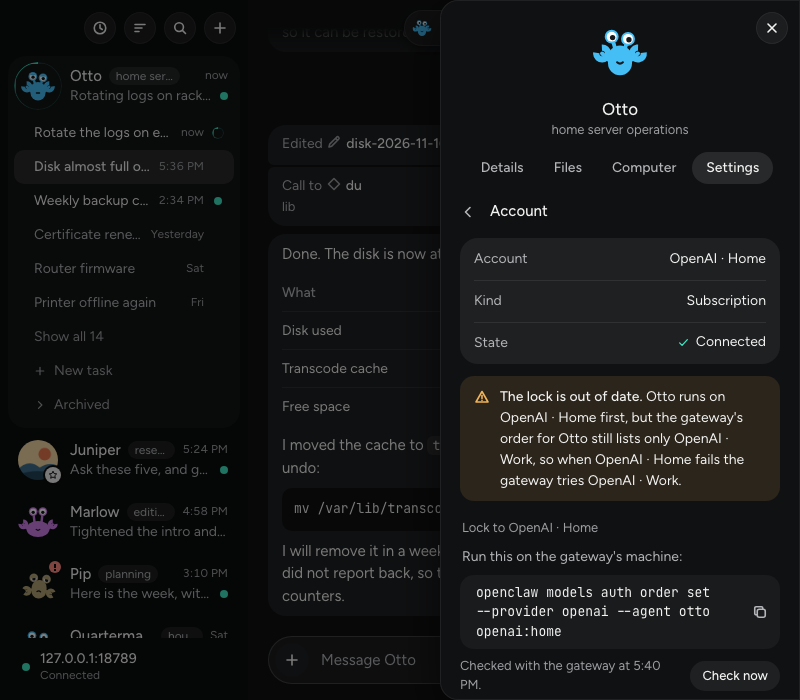 Otto
home ser...
now
Rotating logs on rack...
Rotate the logs on e...
now
Disk almost full o...
5:36 PM
Weekly backup c...
2:34 PM
Certificate rene...
Yesterday
Router firmware
Sat
Printer offline again
Fri
Show all 14
New task
Archived
Juniper
rese...
5:24 PM
Ask these five, and g...
Marlow
editi...
4:58 PM
Tightened the intro and...
Pip
planning
3:10 PM
Here is the week, wit...
Quarterma
hou
Sat
127.0.0.1:18789
Connected
so it can be restor
Edited
disk-2026-11-1
Call to
du
lib
Done. The disk is now at
What
Disk used
Transcode cache
Free space
I moved the cache to
undo:
mv /var/lib/transco
I will remove it in a week
did not report back, so t
counters.
Message Otto
Otto
home server operations
Details
Files
Computer
Settings
Account
Account
OpenAI · Home
Kind
Subscription
State
Connected
The lock is out of date. Otto runs on
OpenAI · Home first, but the gateway's
order for Otto still lists only OpenAI ·
Work, so when OpenAI · Home fails the
gateway tries OpenAI · Work.
Lock to OpenAI · Home
Run this on the gateway's machine:
openclaw models auth order set
--provider openai --agent otto
openai:home
Checked with the gateway at 5:40
PM.
Check now